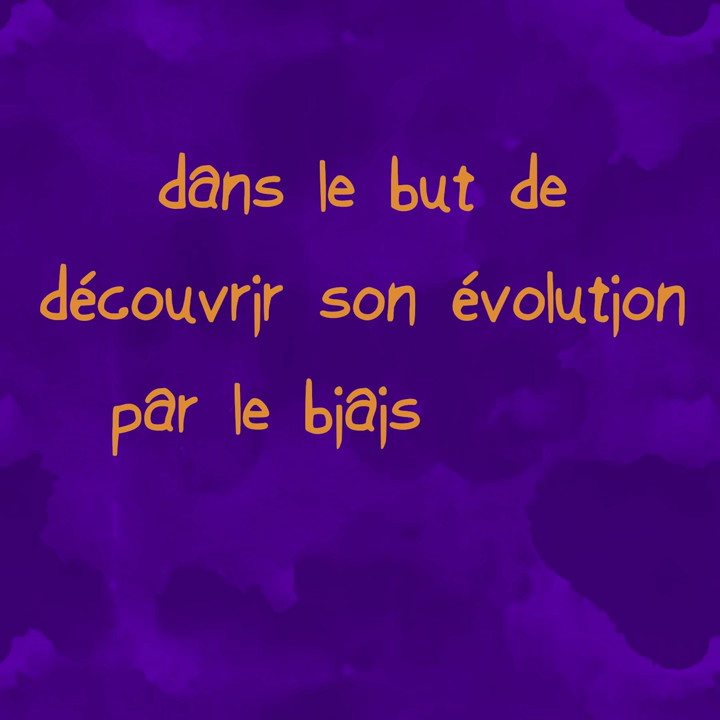 dans le but de
découvrir son évolution
par le biais